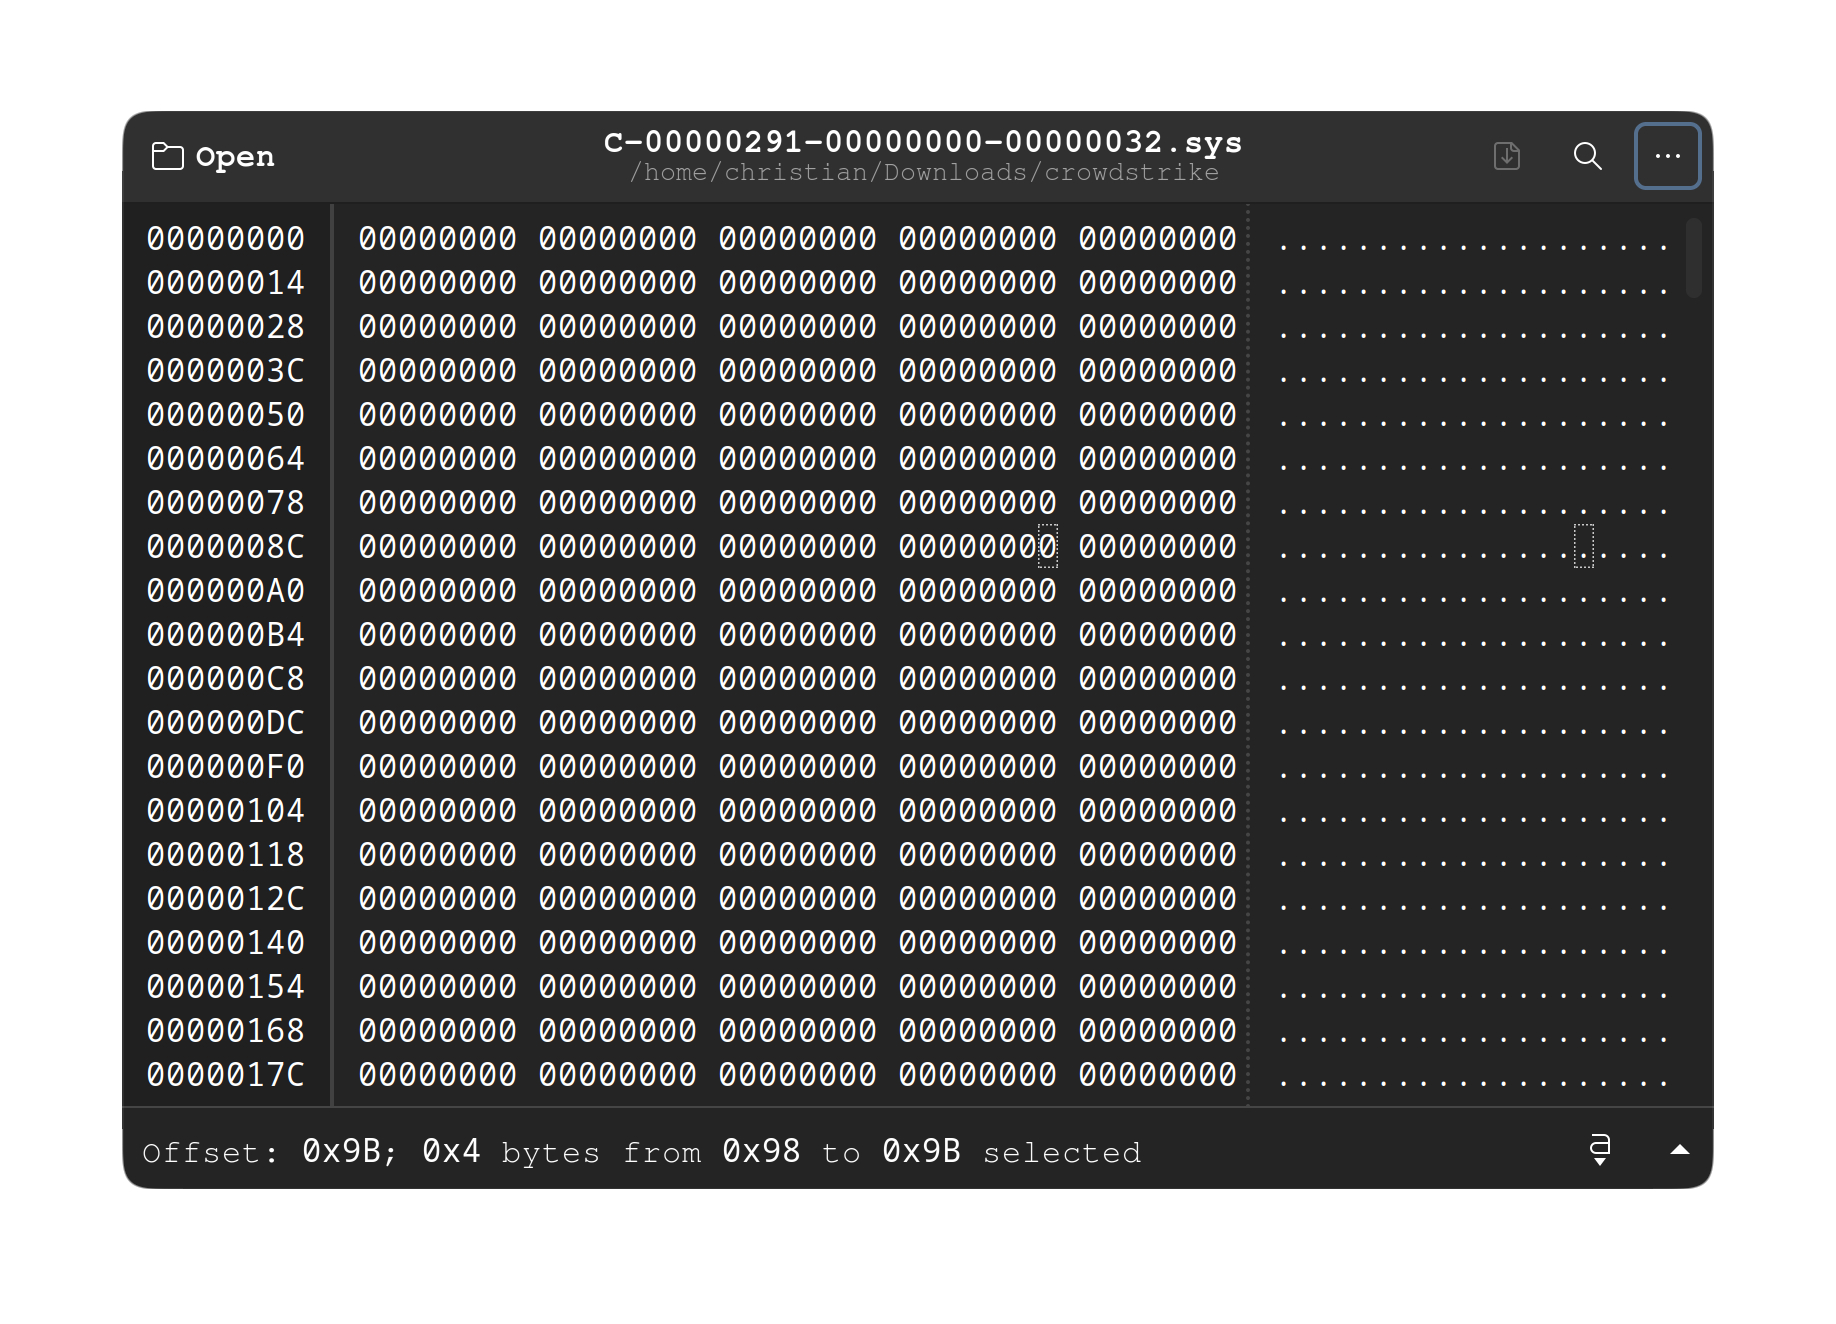 Open
C-00000291-00000000-00000032.sys
/home/christian/Downloads/crowdstrike
00000000 00000000 00000000 00000000 00000000 00000000 ....................
00000014 00000000 00000000 00000000 00000000 00000000 ....................
00000028 00000000 00000000 00000000 00000000 00000000 ....................
0000003C 00000000 00000000 00000000 00000000 00000000 ....................
00000050 00000000 00000000 00000000 00000000 00000000 ....................
00000064 00000000 00000000 00000000 00000000 00000000 ....................
00000078 00000000 00000000 00000000 00000000 00000000 ....................
0000008C 00000000 00000000 00000000 00000000 00000000 ....................
000000A0 00000000 00000000 00000000 00000000 00000000 ....................
000000B4 00000000 00000000 00000000 00000000 00000000 ....................
000000C8 00000000 00000000 00000000 00000000 00000000 ....................
000000DC 00000000 00000000 00000000 00000000 00000000 ....................
000000F0 00000000 00000000 00000000 00000000 00000000 ....................
00000104 00000000 00000000 00000000 00000000 00000000 ....................
00000118 00000000 00000000 00000000 00000000 00000000 ....................
0000012C 00000000 00000000 00000000 00000000 00000000 ....................
00000140 00000000 00000000 00000000 00000000 00000000 ....................
00000154 00000000 00000000 00000000 00000000 00000000 ....................
00000168 00000000 00000000 00000000 00000000 00000000 ....................
0000017C 00000000 00000000 00000000 00000000 00000000 ....................
Offset: 0x9B; 0x4 bytes from 0x98 to 0x9B selected